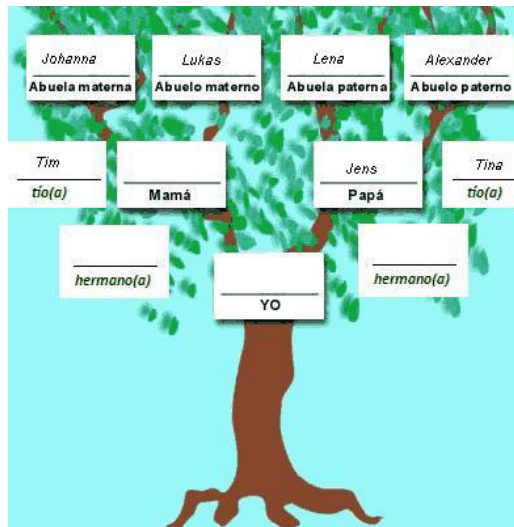 Johanna
Abuela materna
Lukas
Abuelo materno
Lena
Abuela paterna
Alexander
Abuelo paterno
Tim
tío(a)
Mamá
Jens
Papá
Tina
tío(a)
hermano(a)
YO
hermano(a)